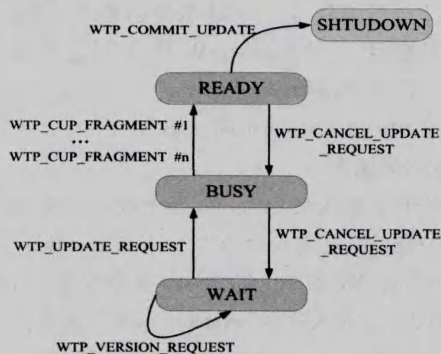 WTP_COMMIT_UPDATE
SHTUDOWN
READY
WTP_CUP_FRAGMENT #1
...
WTP_CUP_FRAGMENT #n
WTP_CANCEL_UPDATE
_REQUEST
BUSY
WTP_UPDATE_REQUEST
WTP_CANCEL_UPDATE
_REQUEST
WAIT
WTP_VERSION_REQUEST